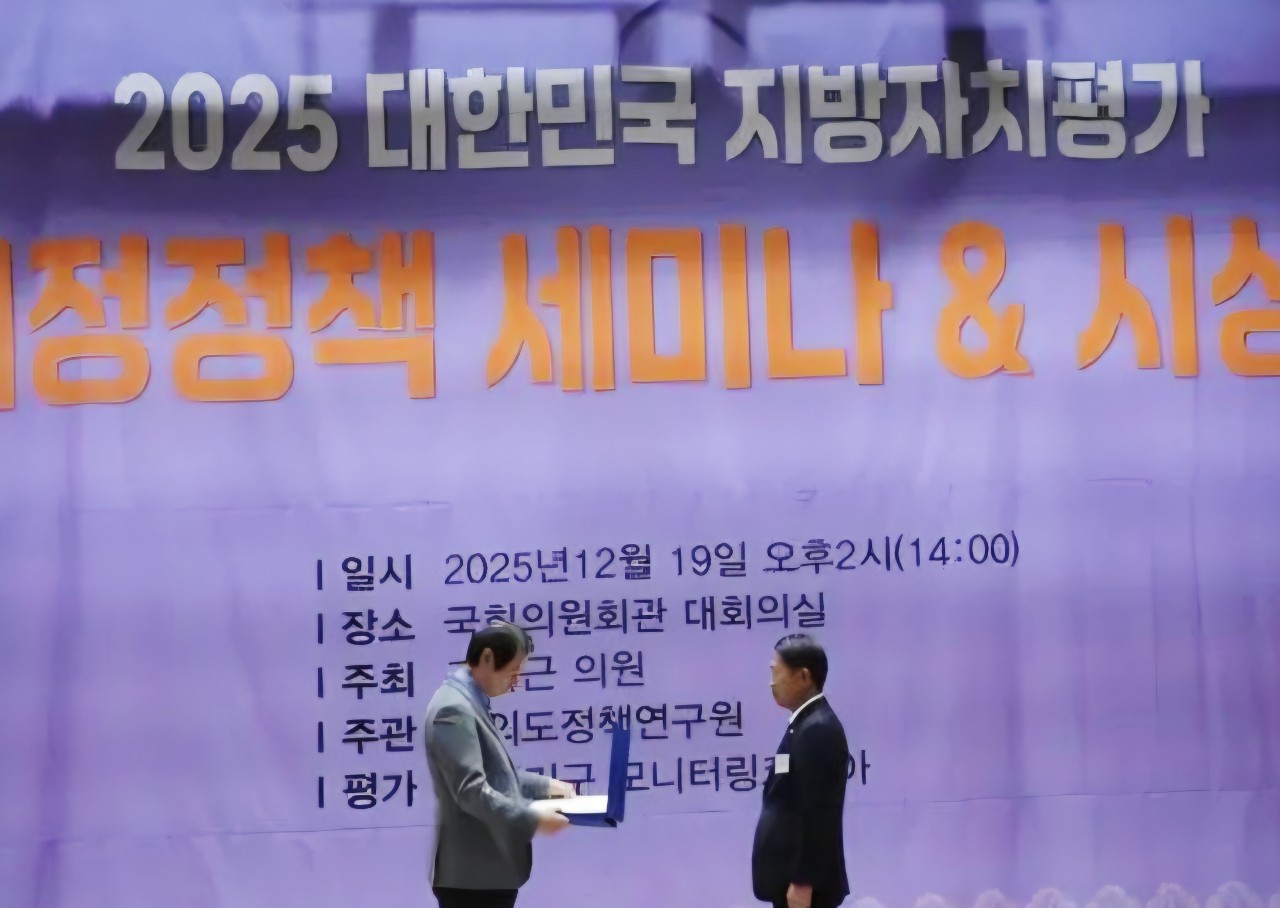 2025 대한민국 지방자치평가
정정책 세미나 & 시상
| 일시 2025년12월 19일 오후2시(14:00)
| 장소 국회의원회관 대회의실
| 주최 근 의원
| 주관 의도정책연구원
| 평가 모니터링